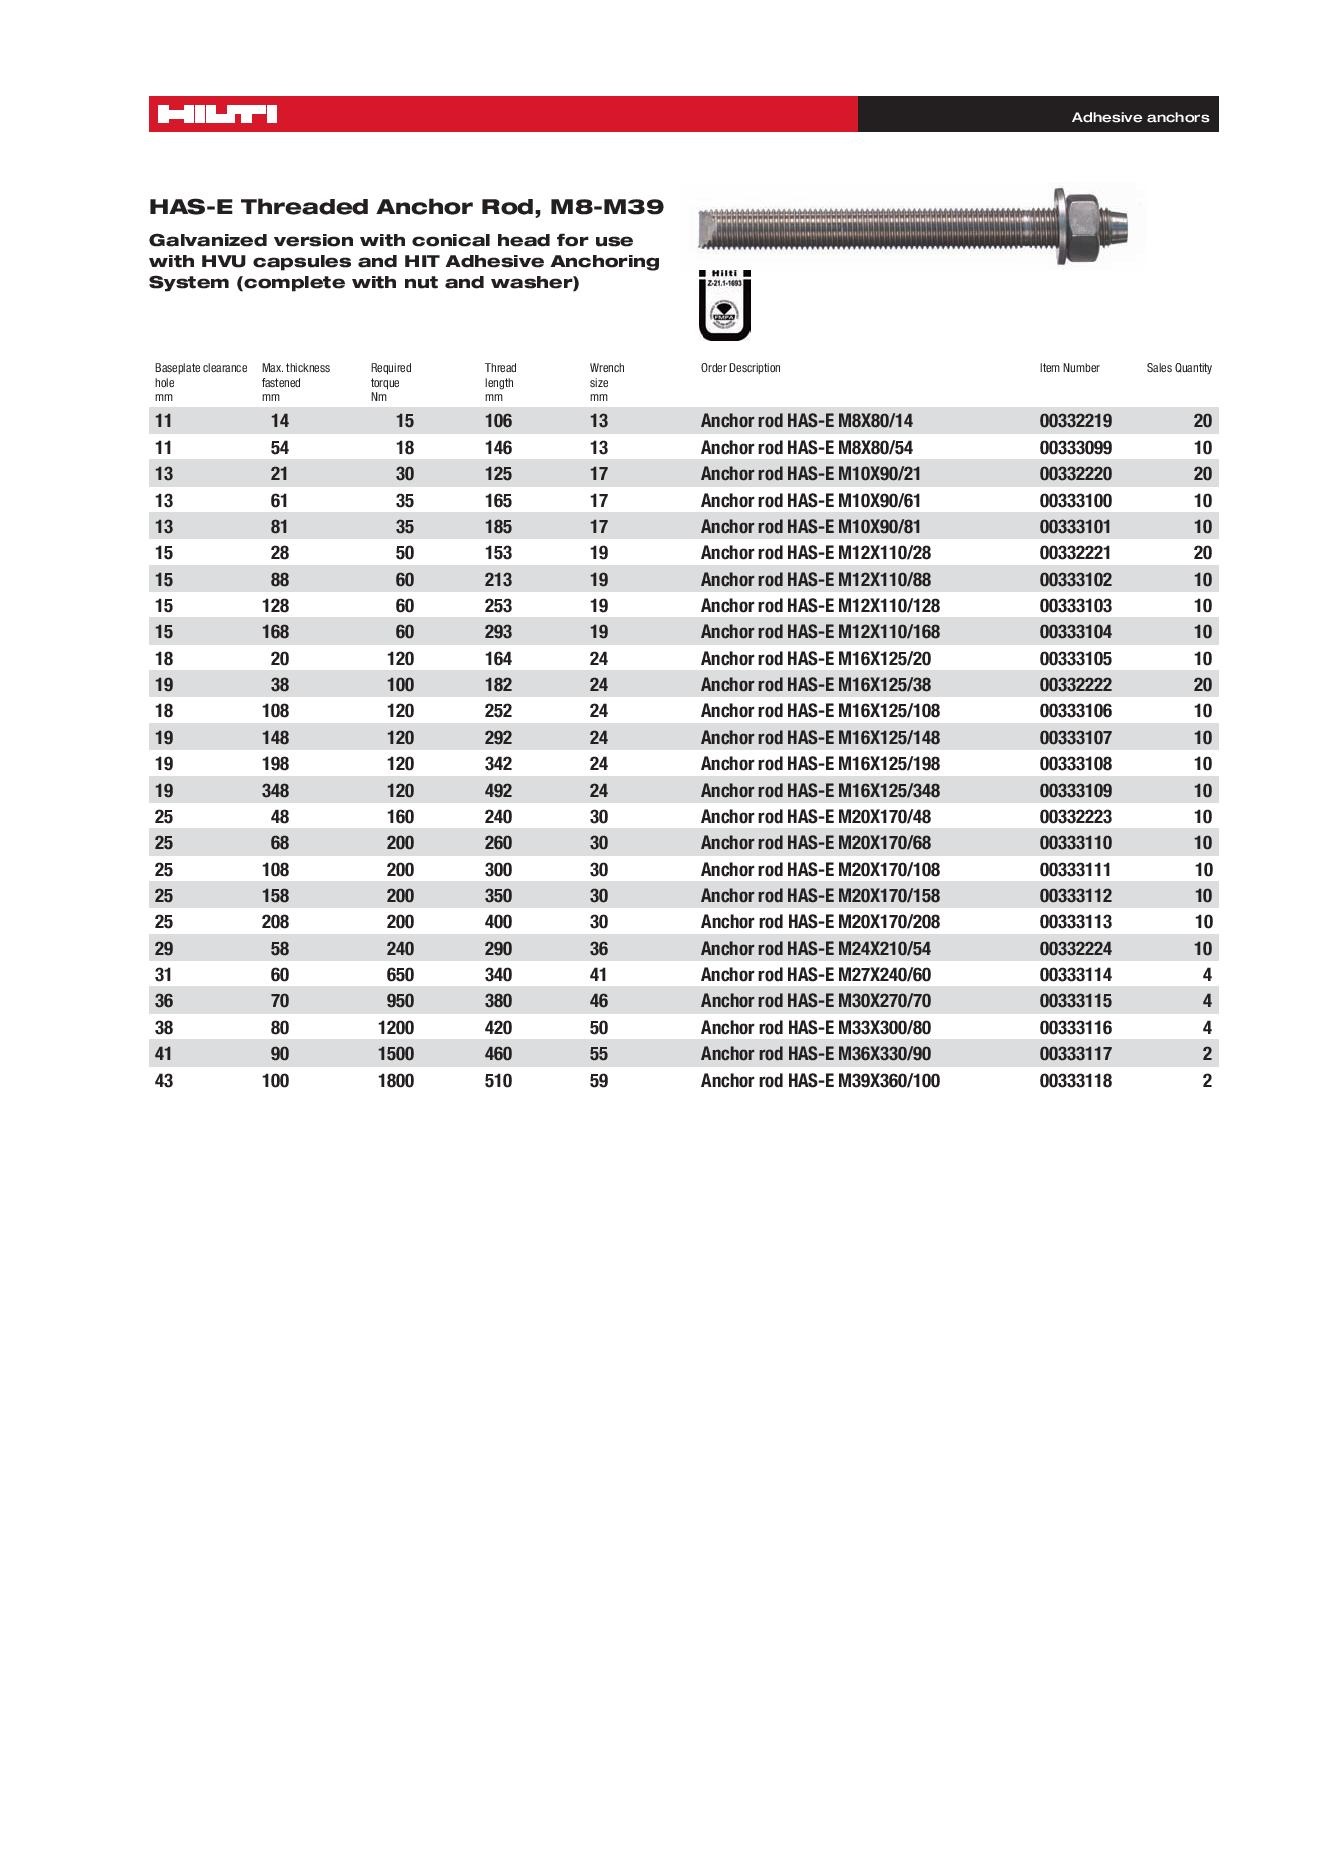 HILTI
Adhesive anchors
HAS-E Threaded Anchor Rod, M8-M39
Galvanized version with conical head for use
with HVU capsules and HIT Adhesive Anchoring
System (complete with nut and washer)
Hilti
Z-21.1-1693
FMPA
Baseplate clearance Max. thickness Required Thread Wrench Order Description Item Number Sales Quantity
hole fastened torque length size
mm mm Nm mm mm
11 14 15 106 13 Anchor rod HAS-E M8X80/14 00332219 20
11 54 18 146 13 Anchor rod HAS-E M8X80/54 00333099 10
13 21 30 125 17 Anchor rod HAS-E M10X90/21 00332220 20
13 61 35 165 17 Anchor rod HAS-E M10X90/61 00333100 10
13 81 35 185 17 Anchor rod HAS-E M10X90/81 00333101 10
15 28 50 153 19 Anchor rod HAS-E M12X110/28 00332221 20
15 88 60 213 19 Anchor rod HAS-E M12X110/88 00333102 10
15 128 60 253 19 Anchor rod HAS-E M12X110/128 00333103 10
15 168 60 293 19 Anchor rod HAS-E M12X110/168 00333104 10
18 20 120 164 24 Anchor rod HAS-E M16X125/20 00333105 10
19 38 100 182 24 Anchor rod HAS-E M16X125/38 00332222 20
18 108 120 252 24 Anchor rod HAS-E M16X125/108 00333106 10
19 148 120 292 24 Anchor rod HAS-E M16X125/148 00333107 10
19 198 120 342 24 Anchor rod HAS-E M16X125/198 00333108 10
19 348 120 492 24 Anchor rod HAS-E M16X125/348 00333109 10
25 48 160 240 30 Anchor rod HAS-E M20X170/48 00332223 10
25 68 200 260 30 Anchor rod HAS-E M20X170/68 00333110 10
25 108 200 300 30 Anchor rod HAS-E M20X170/108 00333111 10
25 158 200 350 30 Anchor rod HAS-E M20X170/158 00333112 10
25 208 200 400 30 Anchor rod HAS-E M20X170/208 00333113 10
29 58 240 290 36 Anchor rod HAS-E M24X210/54 00332224 10
31 60 650 340 41 Anchor rod HAS-E M27X240/60 00333114 4
36 70 950 380 46 Anchor rod HAS-E M30X270/70 00333115 4
38 80 1200 420 50 Anchor rod HAS-E M33X300/80 00333116 4
41 90 1500 460 55 Anchor rod HAS-E M36X330/90 00333117 2
43 100 1800 510 59 Anchor rod HAS-E M39X360/100 00333118 2